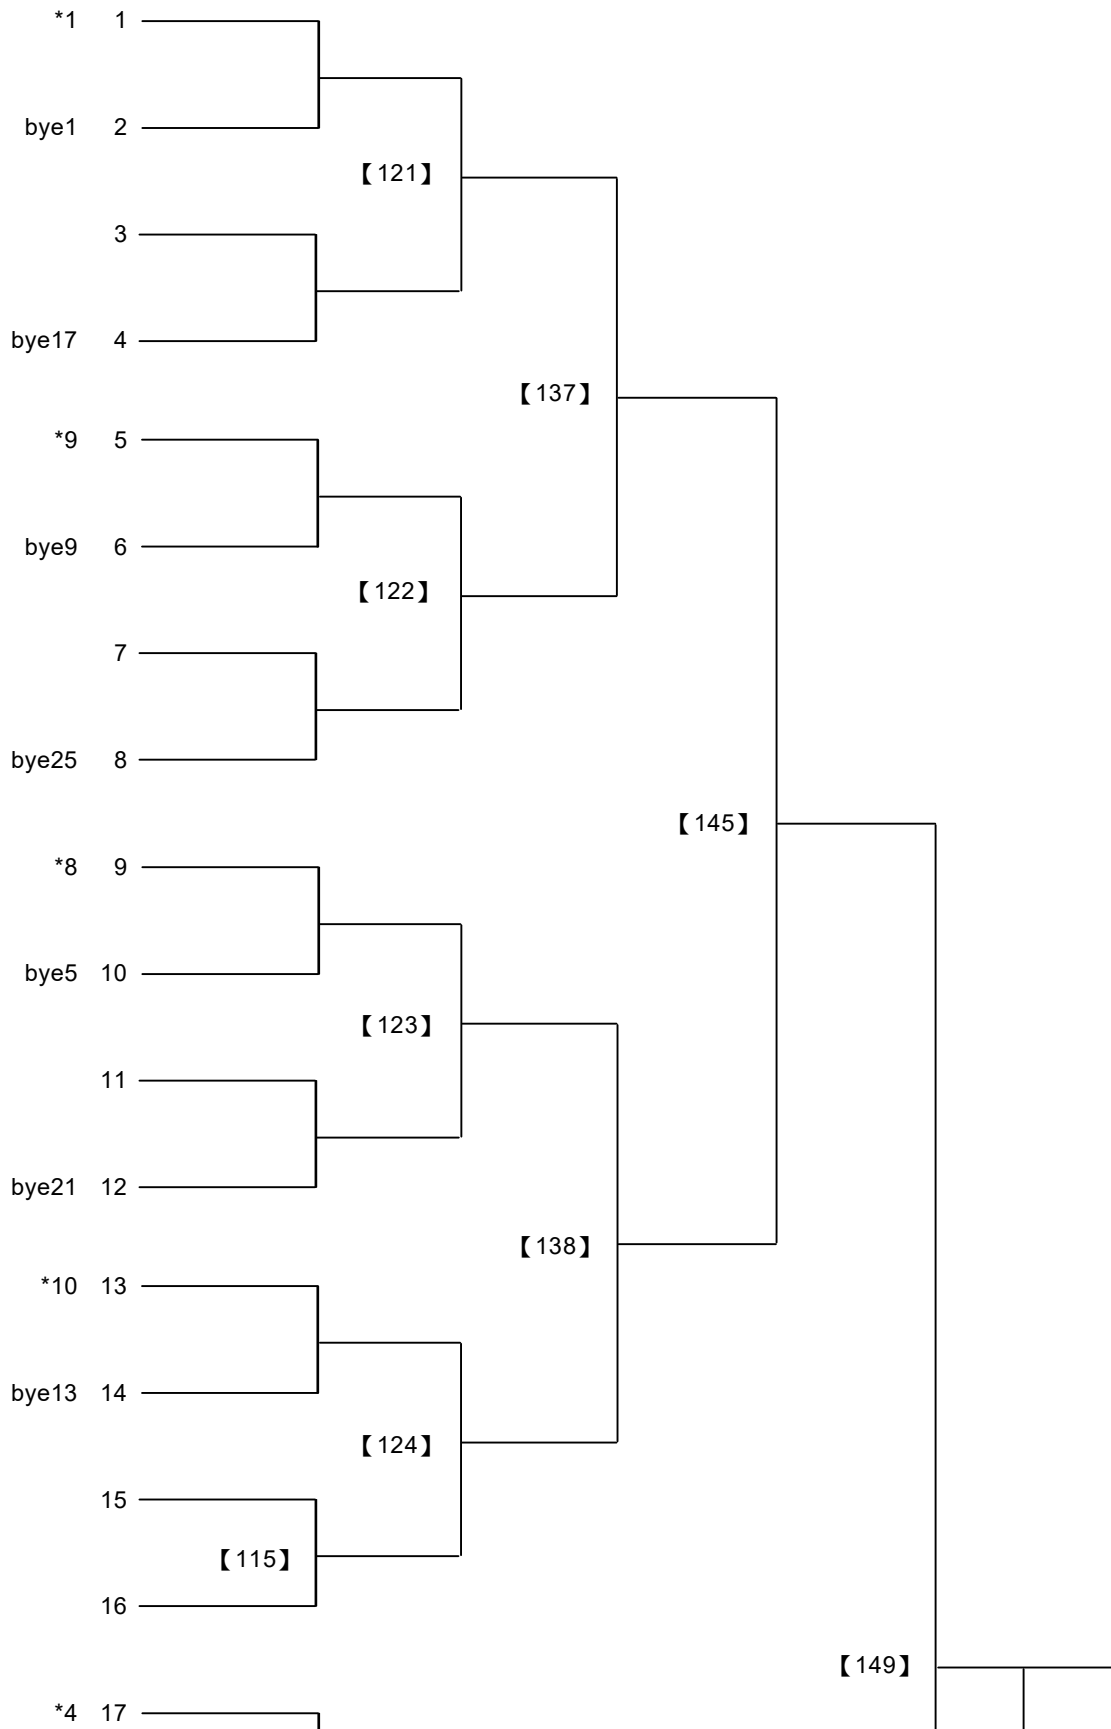 *1 1
bye1 2
【121】
3
bye17 4
【137】
*9 5
bye9 6
【122】
7
bye25 8
【145】
*8 9
bye5 10
【123】
11
bye21 12
【138】
*10 13
bye13 14
【124】
15
【115】
16
【149】
*4 17